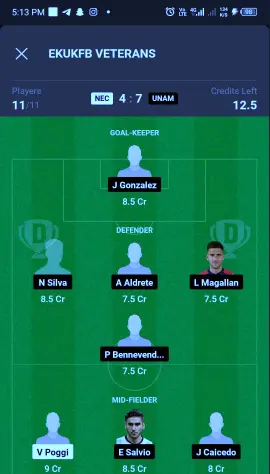 5:13 PM
98
EKUKFB VETERANS
Players
Credits Left
11/11
NEC 4 : 7 UNAM
12.5
GOAL-KEEPER
J Gonzalez
8.5 Cr
DEFENDER
N Silva
A Aldrete
L Magallan
8.5 Cr
7.5 Cr
7.5 Cr
P Bennevend...
7.5 Cr
MID-FIELDER
V Poggi
E Salvio
J Caicedo
9 Cr
8.5 Cr
8 Cr